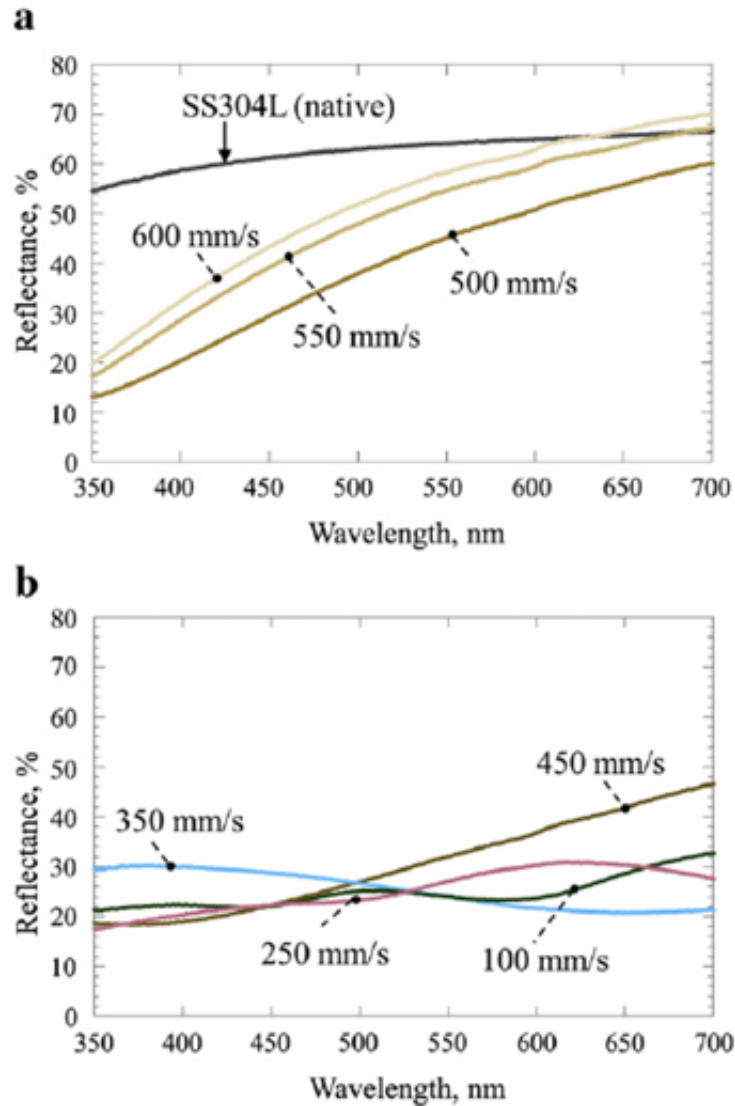 a
80
70
60
50
40
30
20
10
0
Reflectance, %
SS304L (native)
600 mm/s
550 mm/s
500 mm/s
350 400 450 500 550 600 650 700
Wavelength, nm
b
80
70
60
50
40
30
20
10
0
Reflectance, %
450 mm/s
350 mm/s
250 mm/s
100 mm/s
350 400 450 500 550 600 650 700
Wavelength, nm